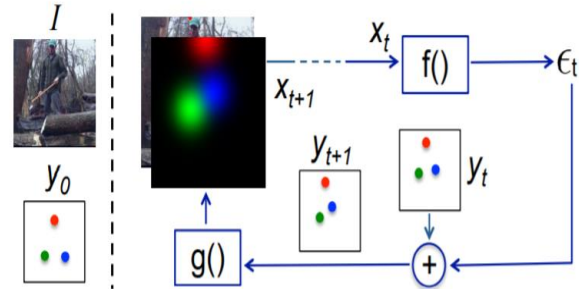 I
y₀
xₜ
f()
ϵₜ
xₜ₊₁
yₜ₊₁
yₜ
g()
+